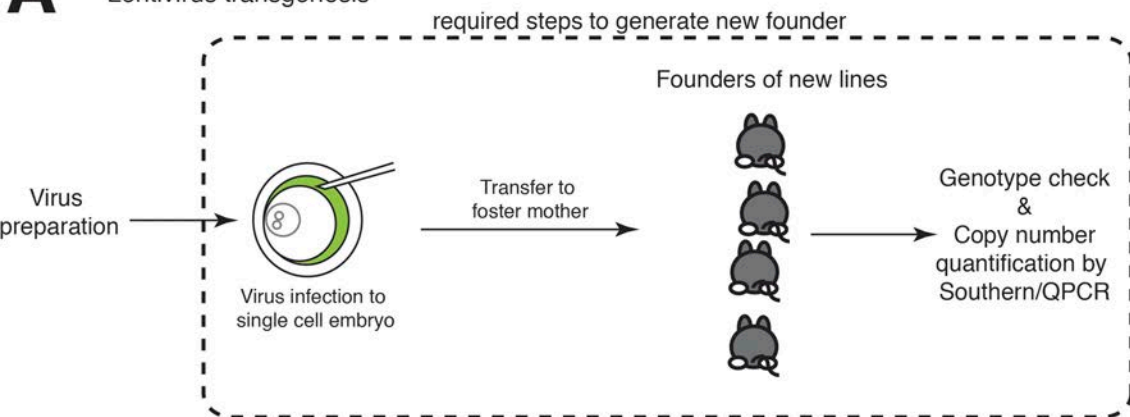 A
Lentivirus transgenesis
required steps to generate new founder
Founders of new lines
Virus
preparation
Transfer to
foster mother
Genotype check
&
Copy number
quantification by
Southern/QPCR
Virus infection to
single cell embryo